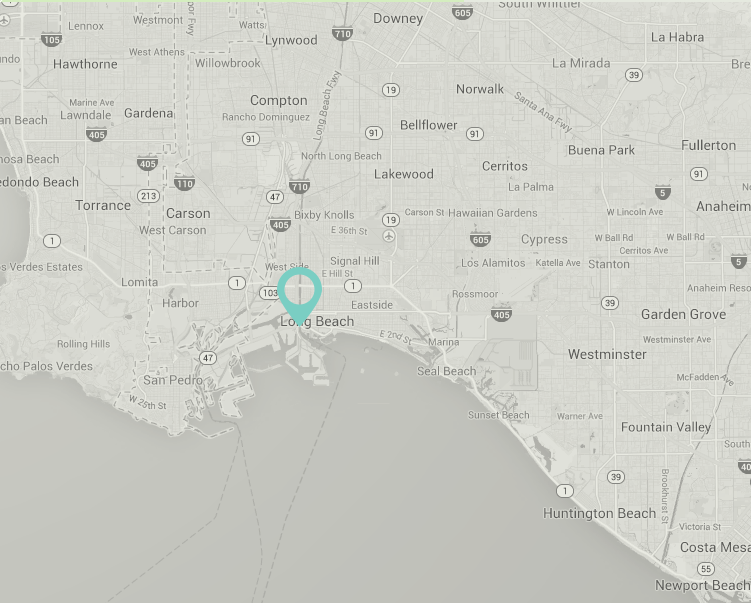 South Whittier
Lennox
Westmont
Watts
Downey
605
105
Lynwood
710
La Habra
West Athens
Hawthorne
Willowbrook
La Mirada
39
Long Beach Fwy
19
Norwalk
Santa Ana Fwy
Marine Ave
Lawndale
Gardena
Compton
Rancho Dominguez
405
91
91
Bellflower
91
Fullerton
North Long Beach
Buena Park
405
Cerritos
Lakewood
91
edondo Beach
110
710
La Palma
5
213
47
Torrance
Carson
Bixby Knolls
Carson St
Hawaiian Gardens
W Lincoln Ave
Anaheim
405
19
West Carson
E 36th St
1
605
Cypress
W Ball Rd
W Ball Rd
Cerritos Ave
Signal Hill
West Side
Los Alamitos
Katella Ave
Stanton
5
s Verdes Estates
E Hill St
Lomita
1
103
1
Anaheim Reso
Rossmoor
Harbor
Eastside
39
405
Garden Grove
Long Beach
E 2nd St
Marina
Westminster Ave
Rolling Hills
47
Westminster
cho Palos Verdes
Seal Beach
San Pedro
McFadden Ave
W 25th St
Sunset Beach
Warner Ave
Fountain Valley
South
39
1
Brookhurst St
Huntington Beach
Victoria St
Costa Mesa
55
Newport Beach